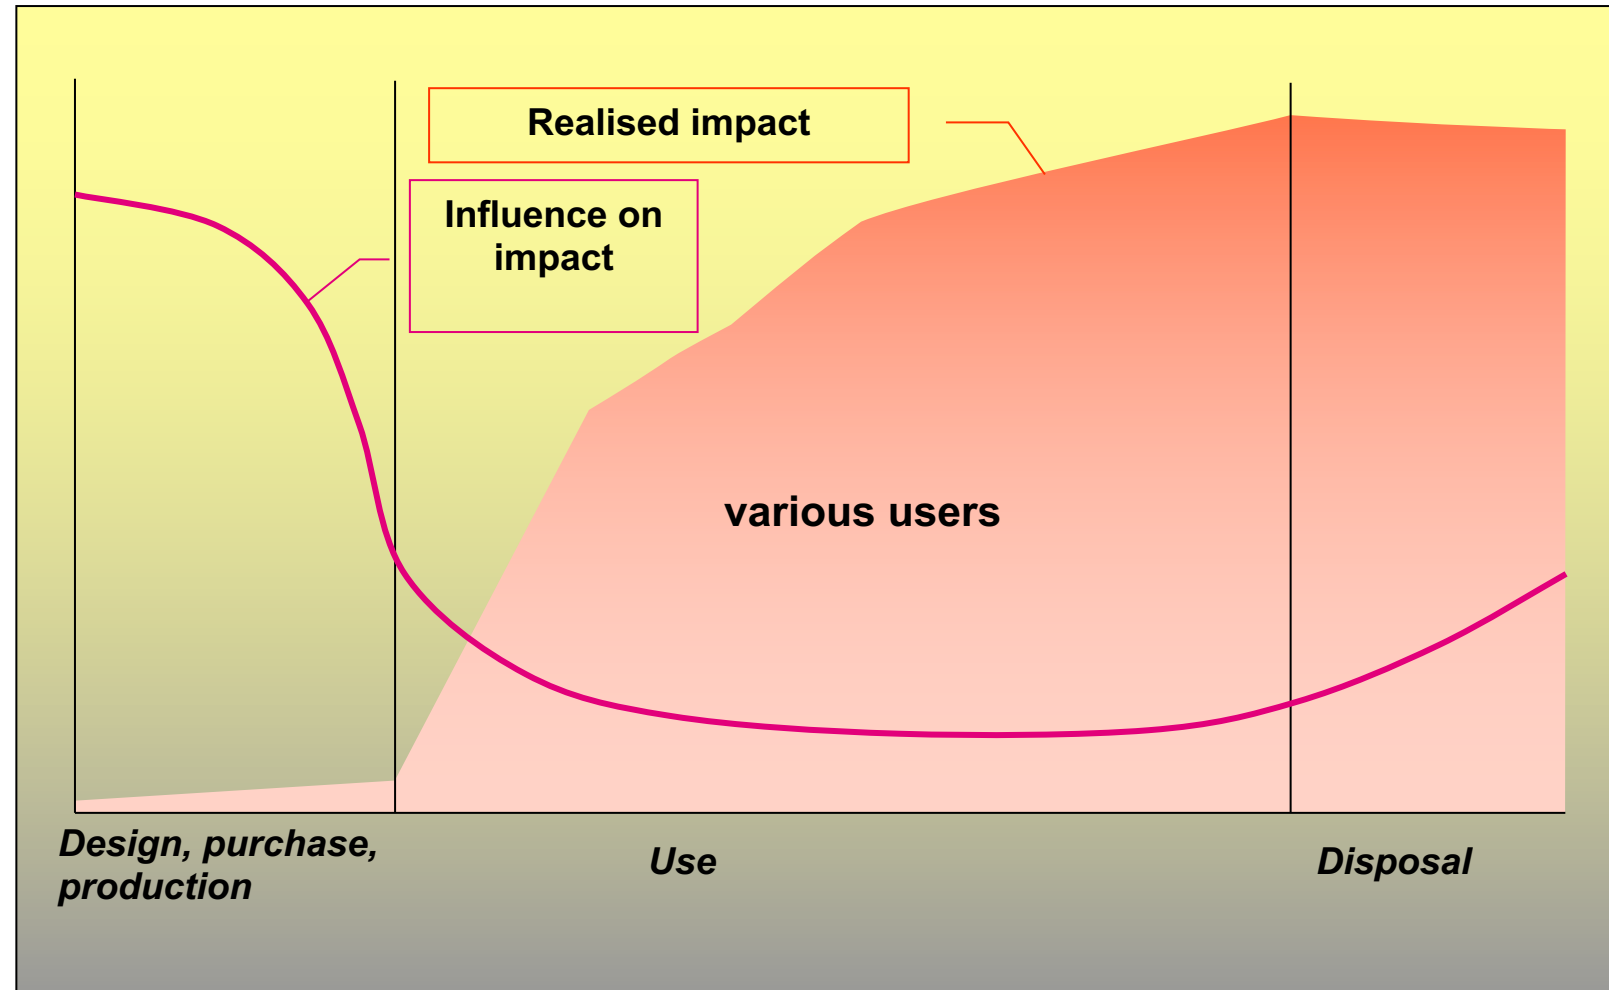 Realised impact
Influence on
impact
various users
Design, purchase,
production
Use
Disposal